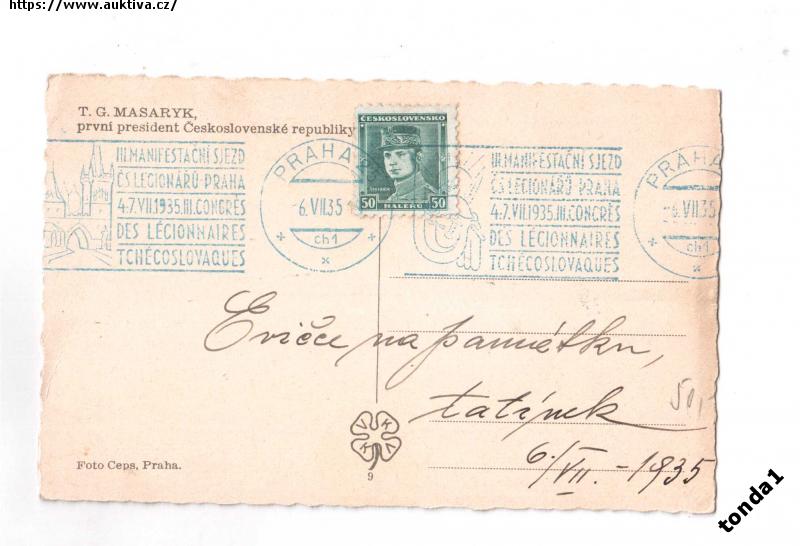 https://www.auktiva.cz/
T. G. MASARYK,
první president Československé republiky
ČESKOSLOVENSKO
50 HALÉŘŮ 50
III. MANIFESTAČNÍ SJEZD
ČS LEGIONÁŘŮ PRAHA
4-7. VII. 1935. III. CONGRÈS
DES LÉGIONNAIRES
TCHÉCOSLOVAQUES
PRAHA
6. VII. 35
ch1
III. MANIFESTAČNÍ SJEZD
ČS LEGIONÁŘŮ PRAHA
4-7. VII. 1935. III. CONGRÈS
DES LÉGIONNAIRES
TCHÉCOSLOVAQUES
PRAHA
6. VII. 35
ch1
Evičce na památku,
tatínek
6/VII. - 1935
50,
VKKV
9
Foto Ceps, Praha.
tonda1